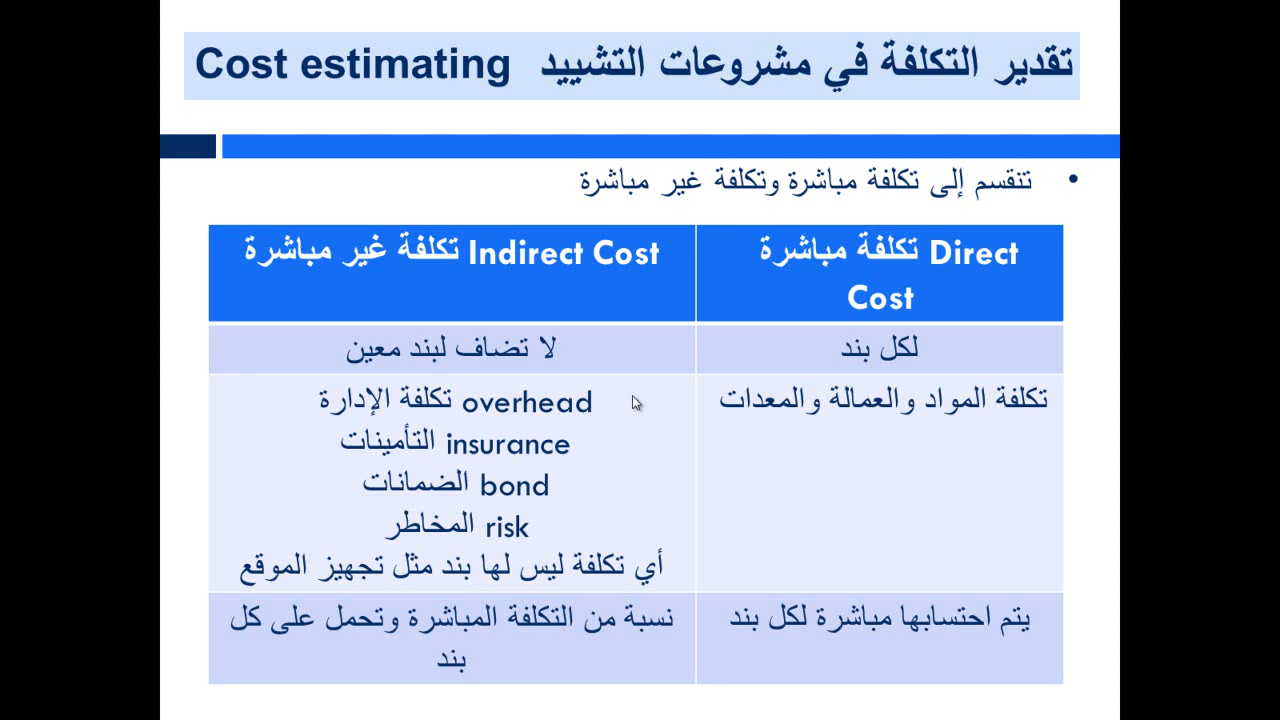 تقدير التكلفة في مشروعات التشييد Cost estimating
• تنقسم إلى تكلفة مباشرة وتكلفة غير مباشرة
تكلفة مباشرة Direct
Cost
تكلفة غير مباشرة Indirect Cost
لكل بند
لا تضاف لبند معين
تكلفة المواد والعمالة والمعدات
تكلفة الإدارة overhead
التأمينات insurance
الضمانات bond
المخاطر risk
أي تكلفة ليس لها بند مثل تجهيز الموقع
يتم احتسابها مباشرة لكل بند
نسبة من التكلفة المباشرة وتحمل على كل
بند